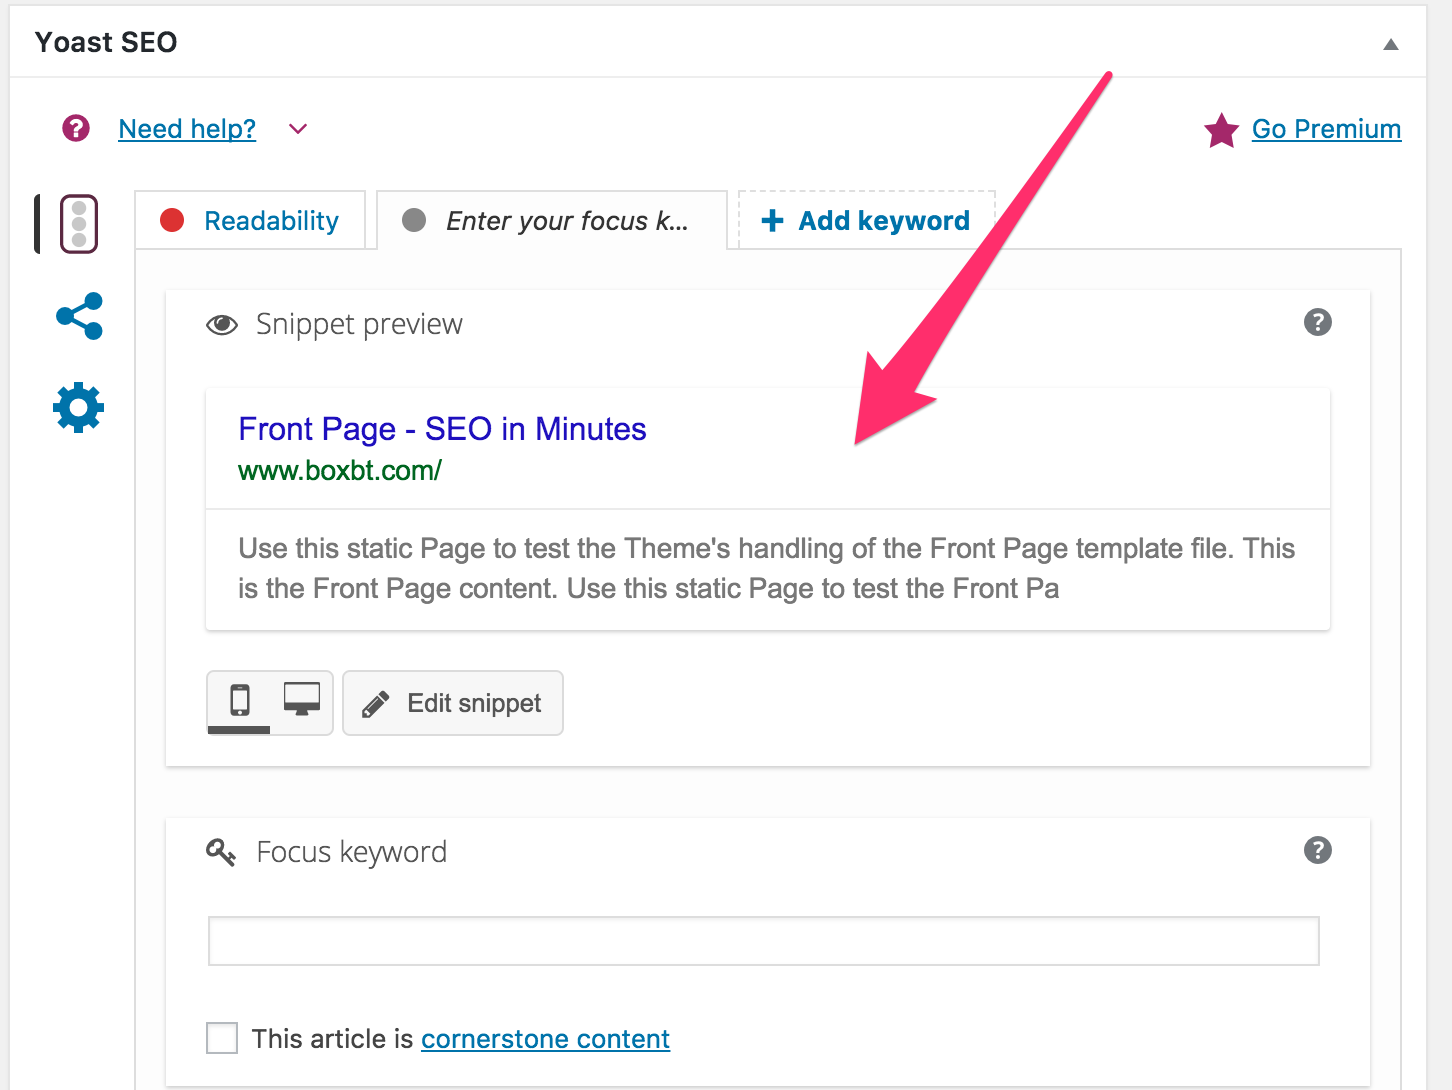 Yoast SEO
Need help?
Go Premium
Readability
Enter your focus k...
Add keyword
Snippet preview
Front Page - SEO in Minutes
www.boxbt.com/
Use this static Page to test the Theme's handling of the Front Page template file. This
is the Front Page content. Use this static Page to test the Front Pa
Edit snippet
Focus keyword
This article is cornerstone content